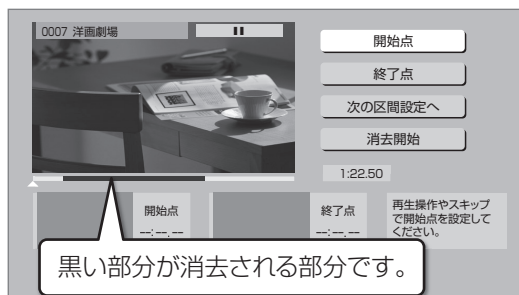 0007 洋画劇場
開始点
終了点
次の区間設定へ
消去開始
1:22.50
開始点
--:--.--
終了点
--:--.--
再生操作やスキップ
で開始点を設定して
ください。
黒い部分が消去される部分です。